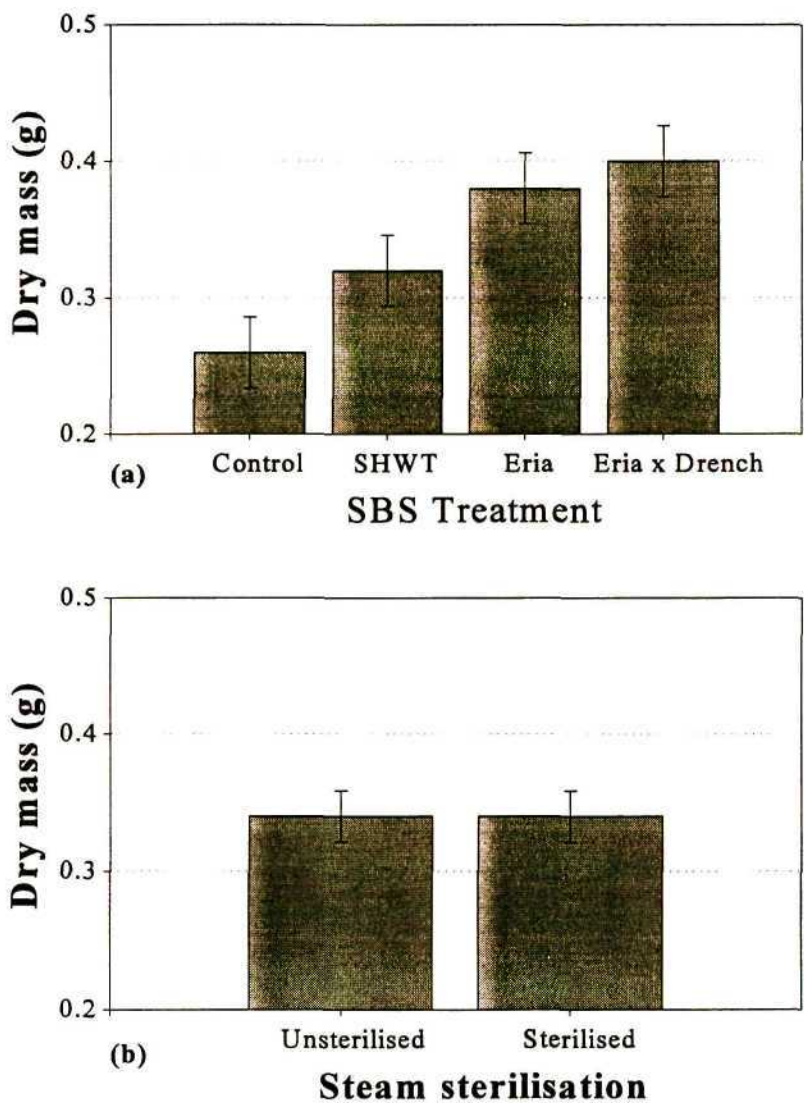 0.5
0.4
0.3
0.2
Dry mass (g)
Control SHWT Eria Eria x Drench
(a)
SBS Treatment
0.5
0.4
0.3
0.2
Dry mass (g)
Unsterilised Sterilised
(b)
Steam sterilisation